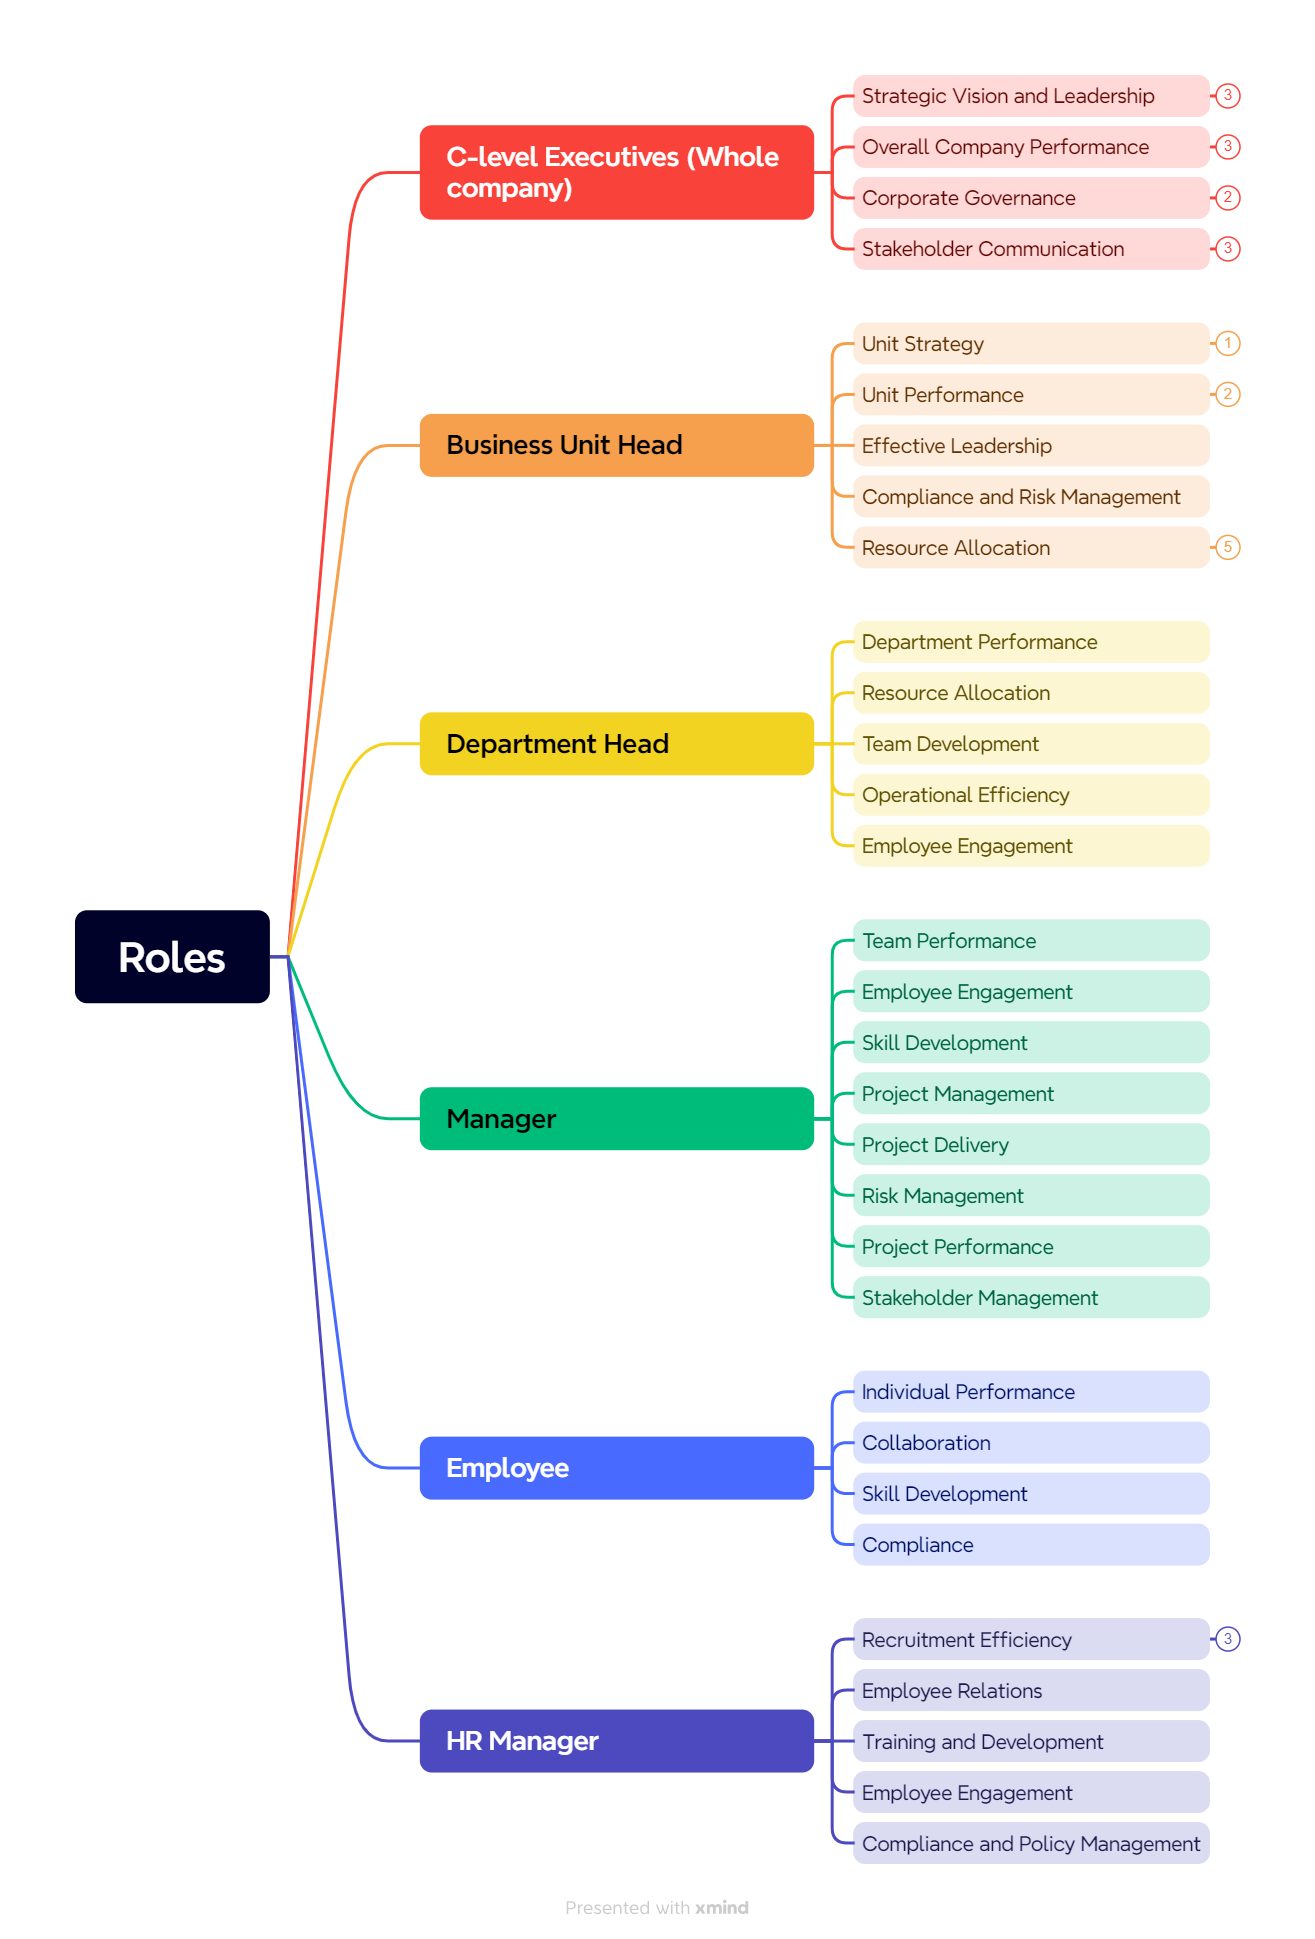 Roles
C-level Executives (Whole
company)
Strategic Vision and Leadership 3
Overall Company Performance 3
Corporate Governance 2
Stakeholder Communication 3
Business Unit Head
Unit Strategy 1
Unit Performance 2
Effective Leadership
Compliance and Risk Management
Resource Allocation 5
Department Head
Department Performance
Resource Allocation
Team Development
Operational Efficiency
Employee Engagement
Manager
Team Performance
Employee Engagement
Skill Development
Project Management
Project Delivery
Risk Management
Project Performance
Stakeholder Management
Employee
Individual Performance
Collaboration
Skill Development
Compliance
HR Manager
Recruitment Efficiency 3
Employee Relations
Training and Development
Employee Engagement
Compliance and Policy Management
Presented with xmind